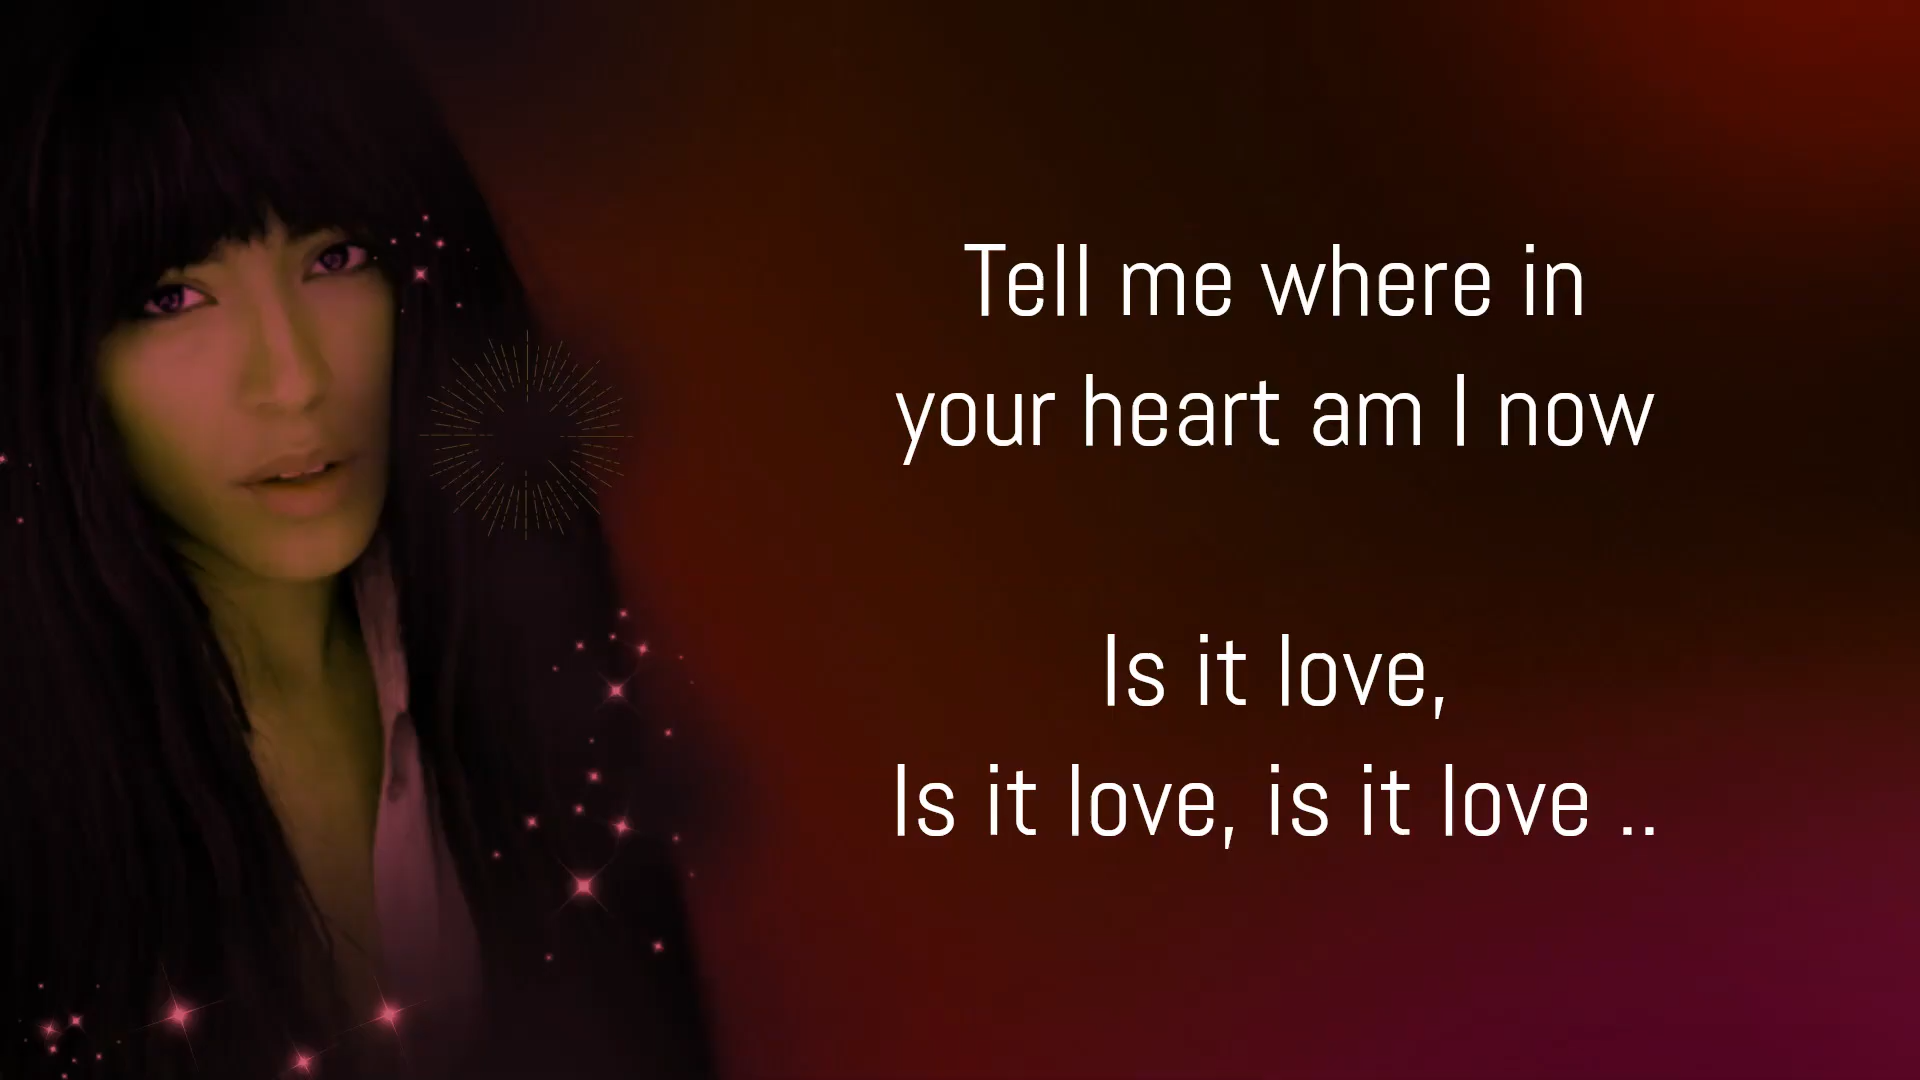 Tell me where in
your heart am I now
Is it love,
Is it love, is it love ..